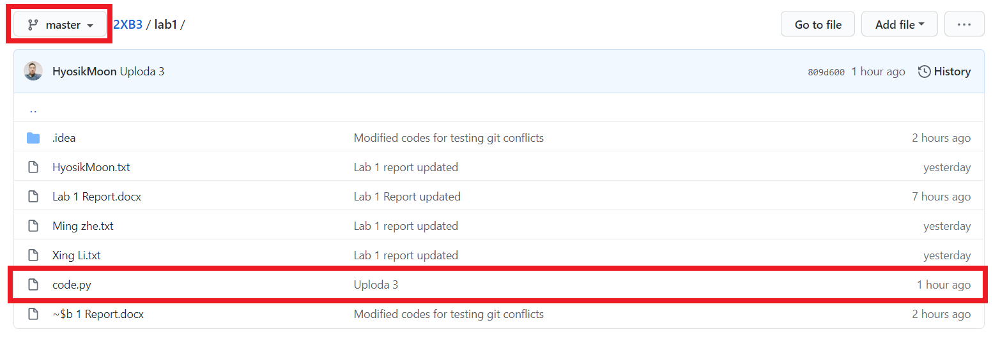 master 2XB3 / lab1 / Go to file Add file ...
HyosikMoon Uploda 3 809d600 1 hour ago History
..
.idea Modified codes for testing git conflicts 2 hours ago
HyosikMoon.txt Lab 1 report updated yesterday
Lab 1 Report.docx Lab 1 Report updated 7 hours ago
Ming zhe.txt Lab 1 report updated yesterday
Xing Li.txt Lab 1 report updated yesterday
code.py Uploda 3 1 hour ago
~$b 1 Report.docx Modified codes for testing git conflicts 2 hours ago